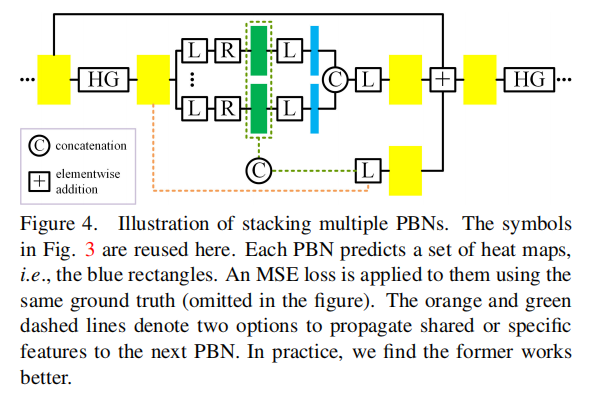 ... HG L R L C L + HG ...
⋮
L R L
C concatenation
+ elementwise
addition
C L
Figure 4. Illustration of stacking multiple PBNs. The symbols
in Fig. 3 are reused here. Each PBN predicts a set of heat maps,
i.e., the blue rectangles. An MSE loss is applied to them using the
same ground truth (omitted in the figure). The orange and green
dashed lines denote two options to propagate shared or specific
features to the next PBN. In practice, we find the former works
better.